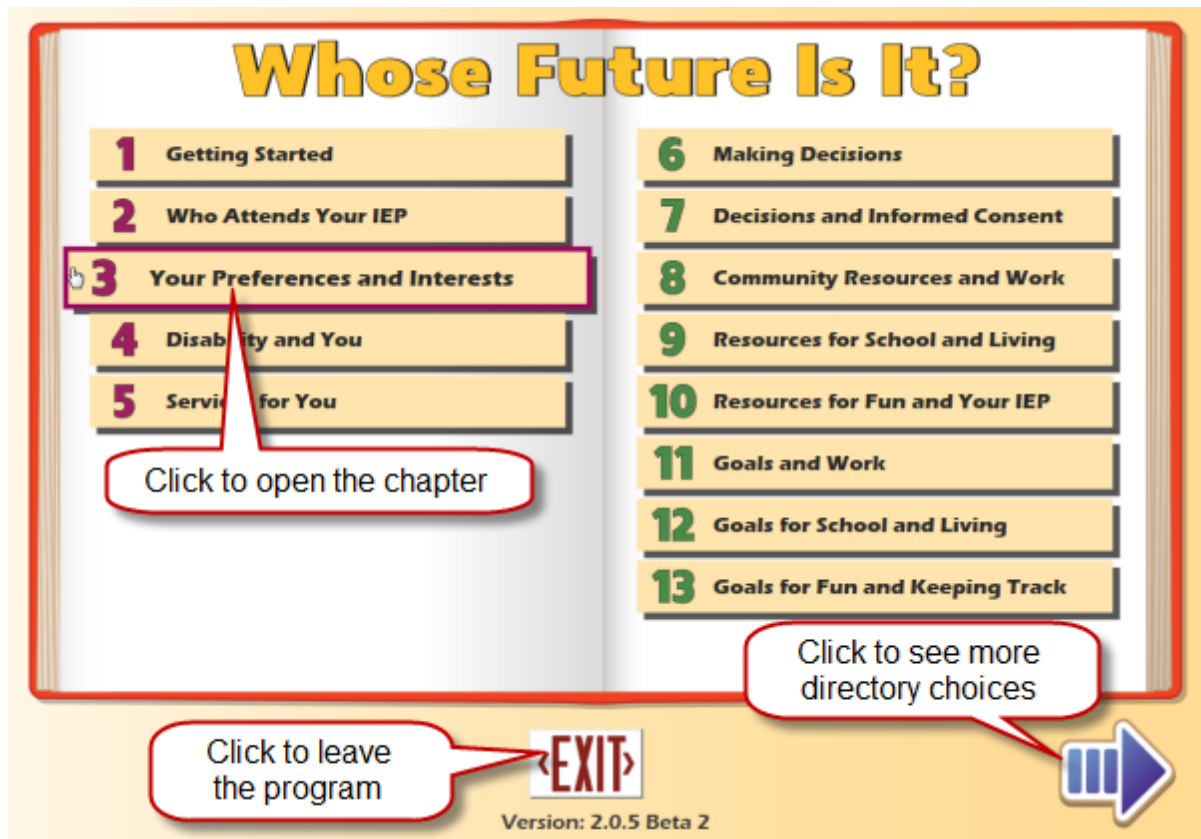 Whose Future Is It?
1 Getting Started
2 Who Attends Your IEP
3 Your Preferences and Interests
4 Disability and You
5 Services for You
Click to open the chapter
6 Making Decisions
7 Decisions and Informed Consent
8 Community Resources and Work
9 Resources for School and Living
10 Resources for Fun and Your IEP
11 Goals and Work
12 Goals for School and Living
13 Goals for Fun and Keeping Track
Click to see more
directory choices
Click to leave
the program
‹EXIT›
Version: 2.0.5 Beta 2